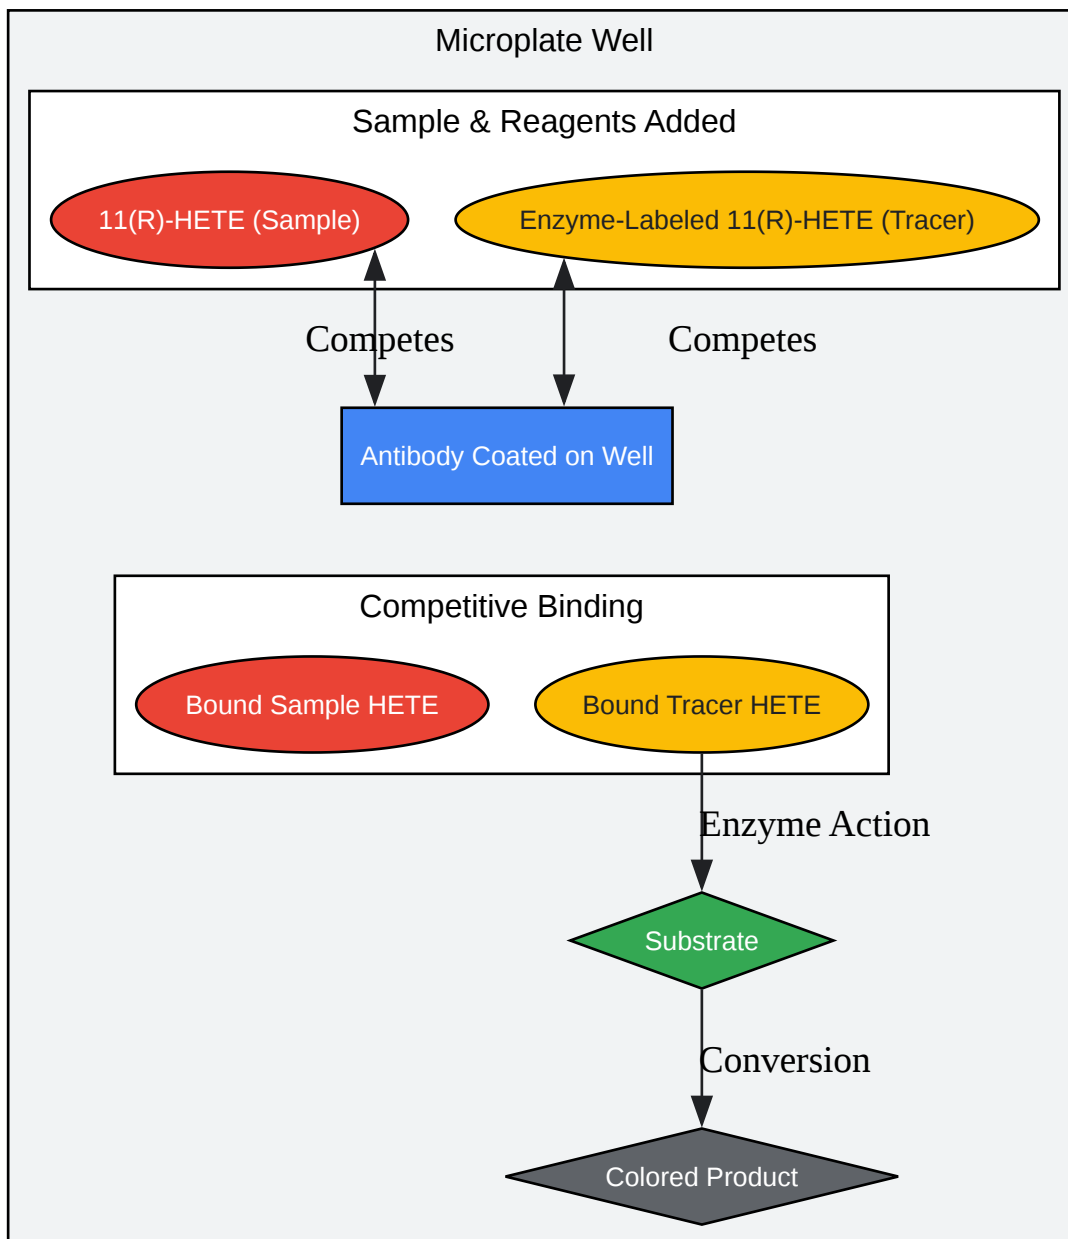 Microplate Well
Sample & Reagents Added
11(R)-HETE (Sample)
Enzyme-Labeled 11(R)-HETE (Tracer)
Competes
Competes
Antibody Coated on Well
Competitive Binding
Bound Sample HETE
Bound Tracer HETE
Enzyme Action
Substrate
Conversion
Colored Product